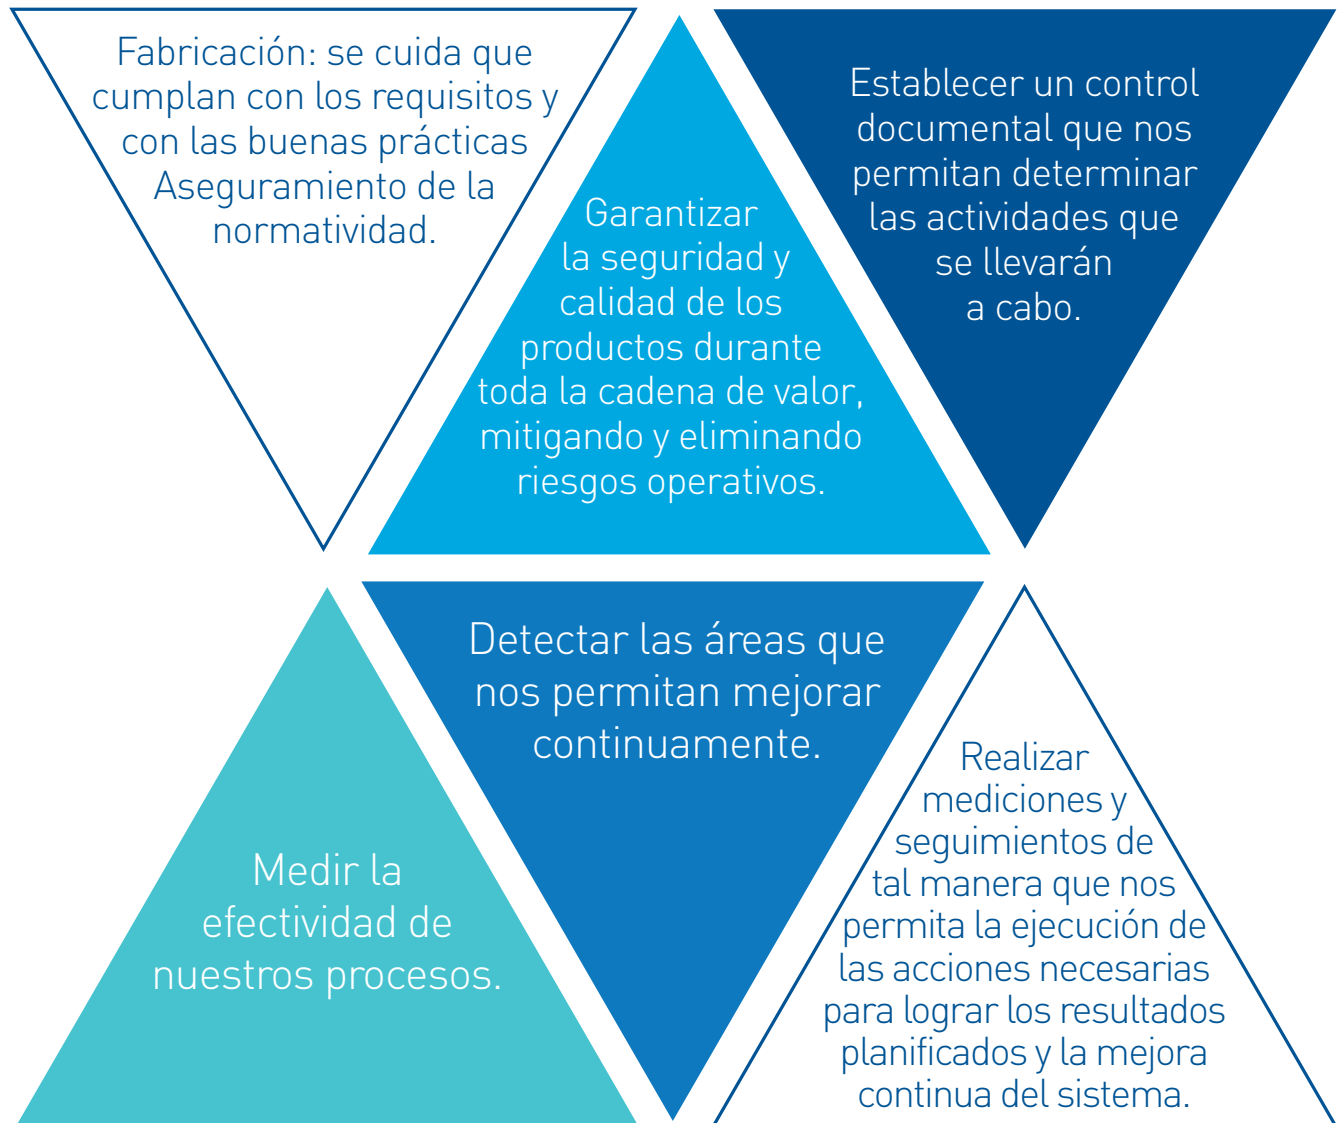 Fabricación: se cuida que
cumplan con los requisitos y
con las buenas prácticas
Aseguramiento de la
normatividad.
Garantizar
la seguridad y
calidad de los
productos durante
toda la cadena de valor,
mitigando y eliminando
riesgos operativos.
Establecer un control
documental que nos
permitan determinar
las actividades que
se llevarán
a cabo.
Medir la
efectividad de
nuestros procesos.
Detectar las áreas que
nos permitan mejorar
continuamente.
Realizar
mediciones y
seguimientos de
tal manera que nos
permita la ejecución de
las acciones necesarias
para lograr los resultados
planificados y la mejora
continua del sistema.